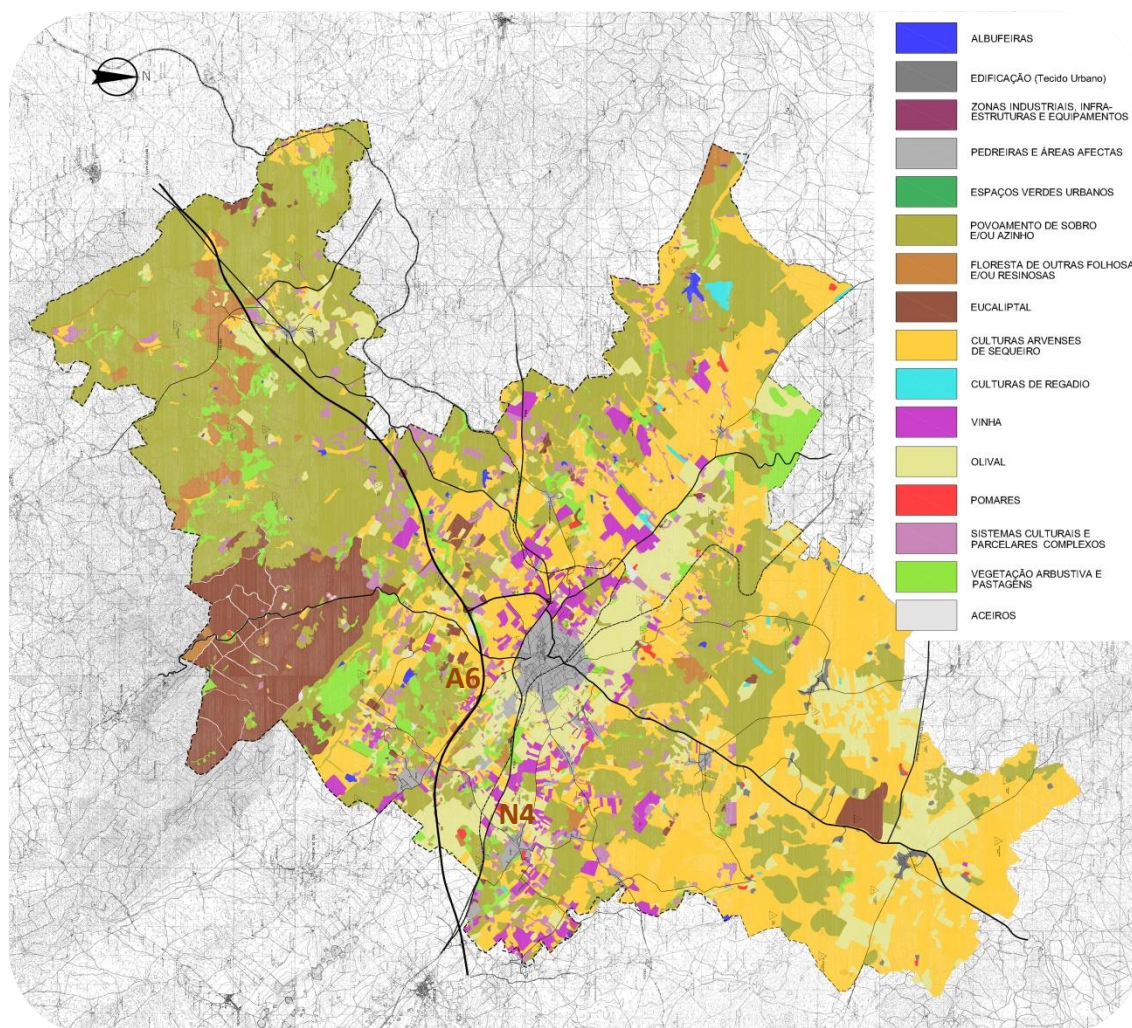 N
ALBUFEIRAS
EDIFICAÇÃO (Tecido Urbano)
ZONAS INDUSTRIAIS, INFRA-
ESTRUTURAS E EQUIPAMENTOS
PEDREIRAS E ÁREAS AFECTAS
ESPAÇOS VERDES URBANOS
POVOAMENTO DE SOBRO
E/OU AZINHO
FLORESTA DE OUTRAS FOLHOSA
E/OU RESINOSAS
EUCALIPTAL
CULTURAS ARVENSES
DE SEQUEIRO
CULTURAS DE REGADIO
VINHA
OLIVAL
POMARES
SISTEMAS CULTURAIS E
PARCELARES COMPLEXOS
VEGETAÇÃO ARBUSTIVA E
PASTAGENS
ACEIROS
A6
N4